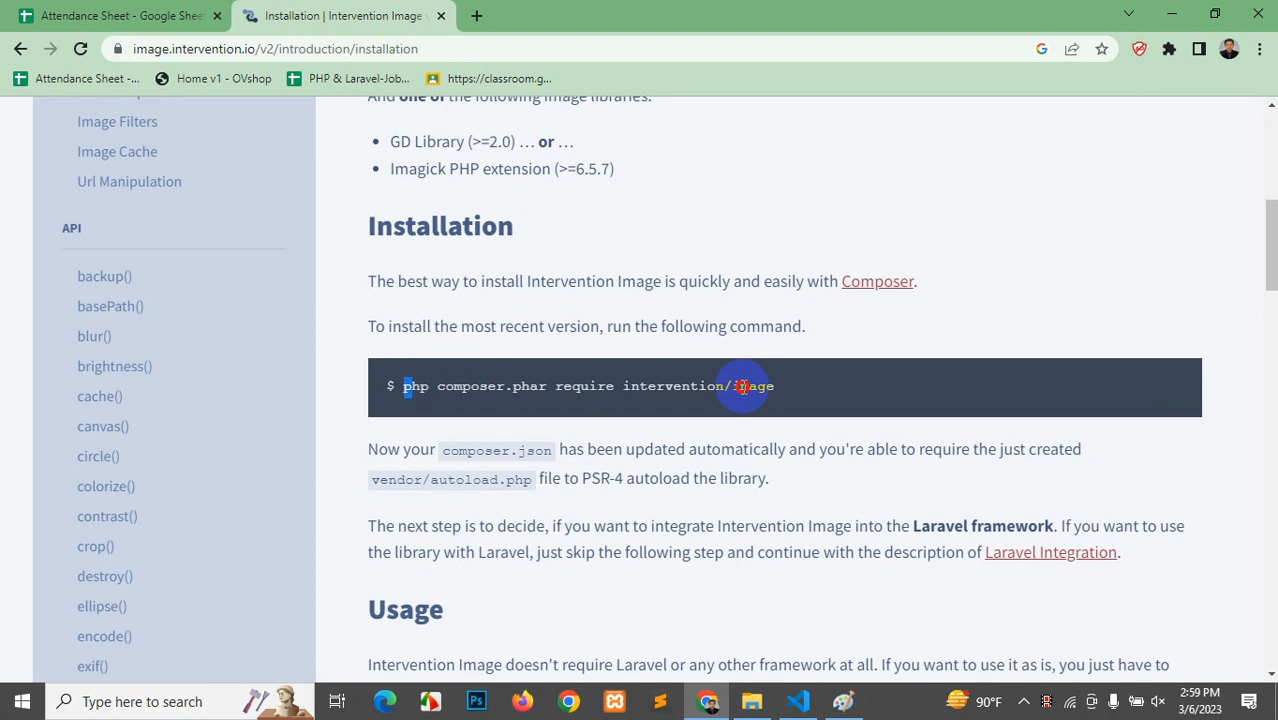 Attendance Sheet - Google Shee
Installation | Intervention Image v
image.intervention.io/v2/introduction/installation
Attendance Sheet -...
Home v1 - OVshop
PHP & Laravel-Job...
https://classroom.g...
And one of the following image libraries:
Image Filters
Image Cache
Url Manipulation
API
backup()
basePath()
blur()
brightness()
cache()
canvas()
circle()
colorize()
contrast()
crop()
destroy()
ellipse()
encode()
exif()
• GD Library (>=2.0) … or …
• Imagick PHP extension (>=6.5.7)
Installation
The best way to install Intervention Image is quickly and easily with Composer.
To install the most recent version, run the following command.
$ php composer.phar require intervention/image
Now your composer.json has been updated automatically and you're able to require the just created
vendor/autoload.php file to PSR-4 autoload the library.
The next step is to decide, if you want to integrate Intervention Image into the Laravel framework. If you want to use
the library with Laravel, just skip the following step and continue with the description of Laravel Integration.
Usage
Intervention Image doesn't require Laravel or any other framework at all. If you want to use it as is, you just have to
Type here to search
Ps
90°F
2:59 PM
3/6/2023